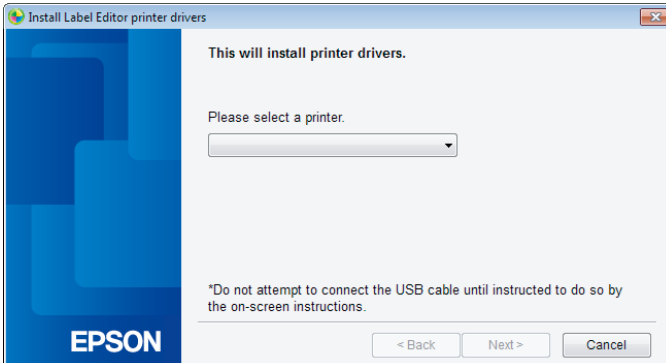 Install Label Editor printer drivers
This will install printer drivers.
Please select a printer.
*Do not attempt to connect the USB cable until instructed to do so by
the on-screen instructions.
EPSON
< Back
Next >
Cancel